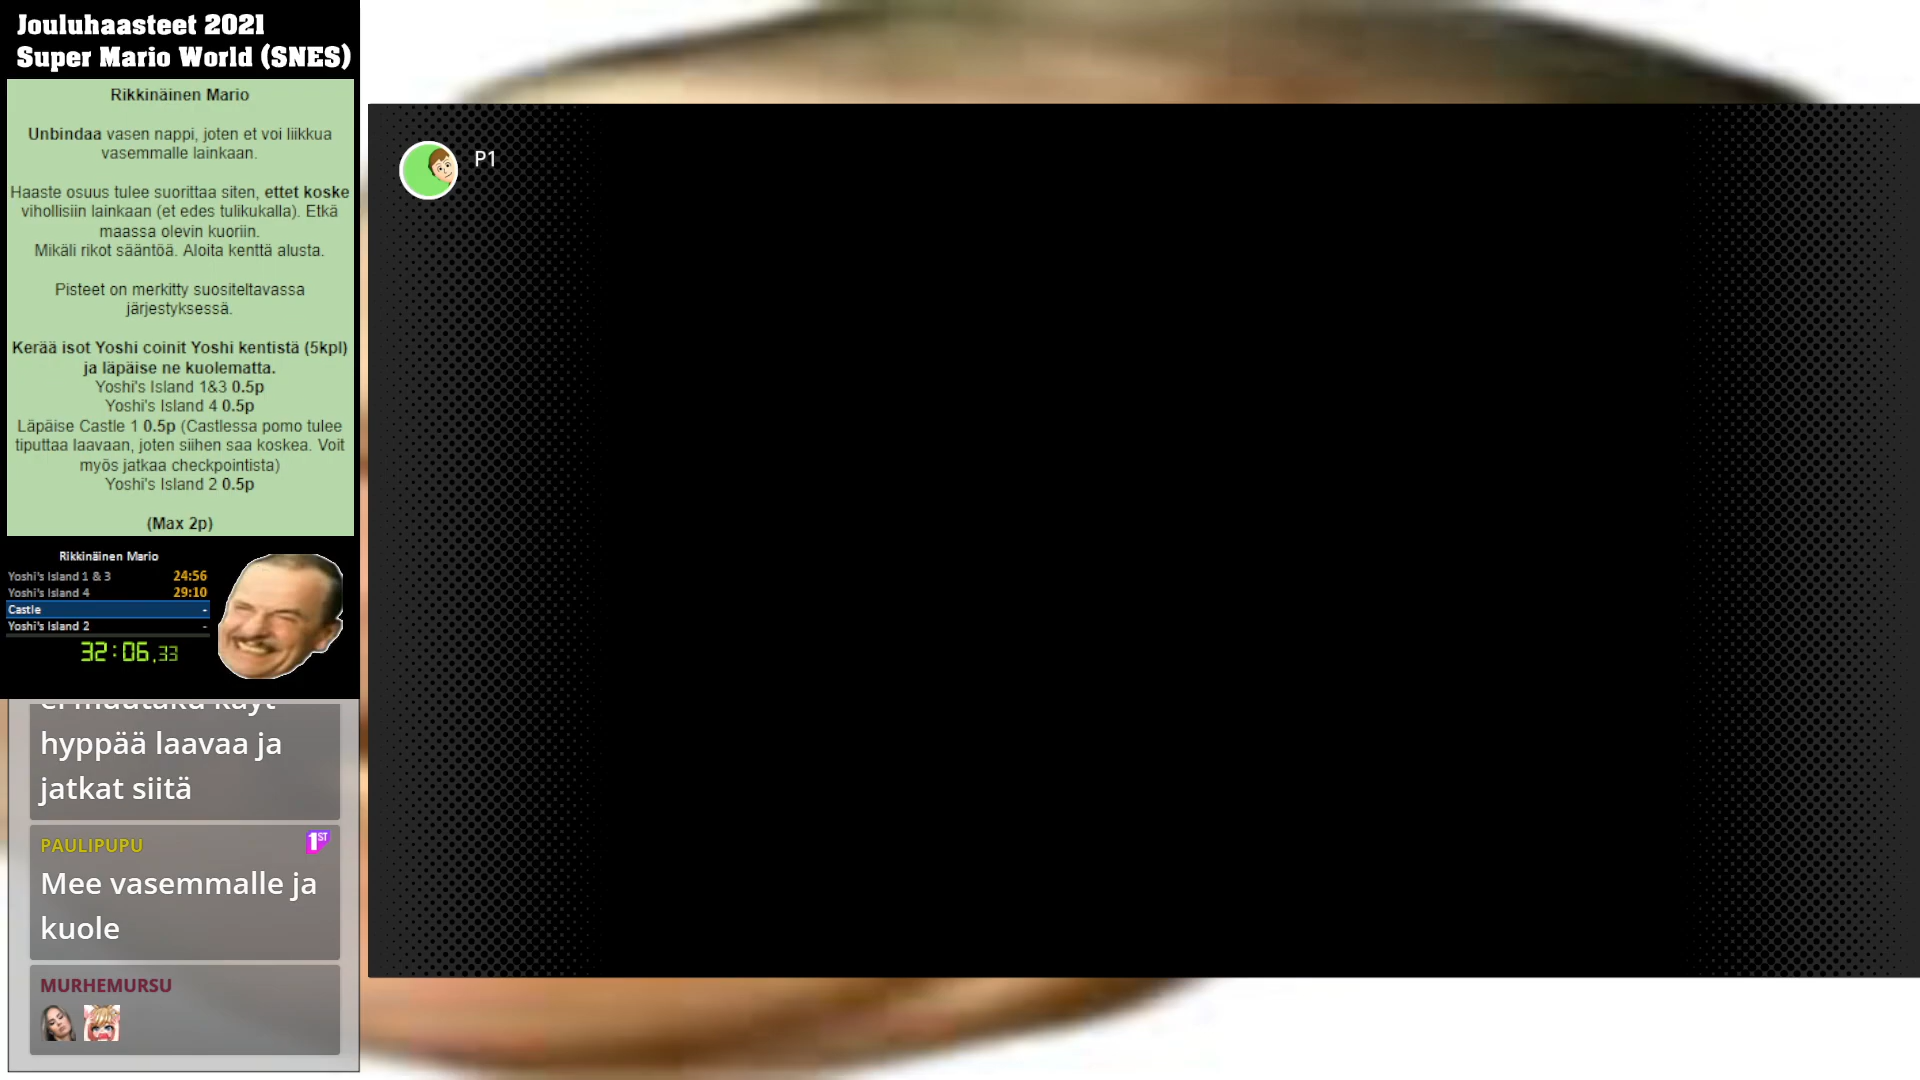 Jouluhaasteet 2021
Super Mario World (SNES)
Rikkinäinen Mario
Unbindaa vasen nappi, joten et voi liikkua
vasemmalle lainkaan.
Haaste osuus tulee suorittaa siten, ettet koske
vihollisiin lainkaan (et edes tulikukalla). Etkä
maassa olevin kuoriin.
Mikäli rikot sääntöä. Aloita kenttä alusta.
Pisteet on merkitty suositeltavassa
järjestyksessä.
Kerää isot Yoshi coinit Yoshi kentistä (5kpl)
ja läpäise ne kuolematta.
Yoshi's Island 1&3 0.5p
Yoshi's Island 4 0.5p
Läpäise Castle 1 0.5p (Castlessa pomo tulee
tiputtaa laavaan, joten siihen saa koskea. Voit
myös jatkaa checkpointista)
Yoshi's Island 2 0.5p
(Max 2p)
Rikkinäinen Mario
Yoshi's Island 1 & 3 24:56
Yoshi's Island 4 29:10
Castle -
Yoshi's Island 2 -
32:06.33
hyppää laavaa ja
jatkat siitä
PAULIPUPU 1ST
Mee vasemmalle ja
kuole
MURHEMURSU
P1